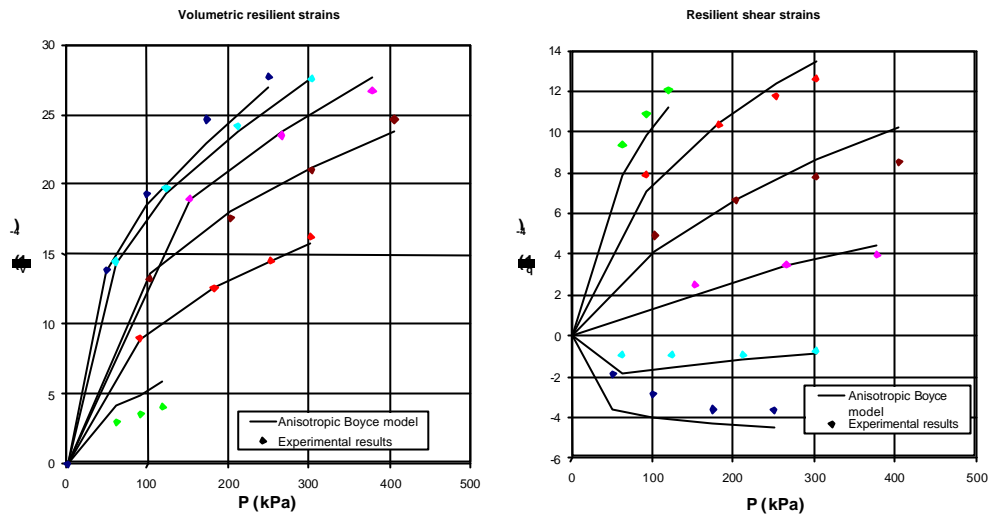 Volumetric resilient strains
30
25
20
15
10
5
0
0 100 200 300 400 500
P (kPa)
-4
)
Anisotropic Boyce model
Experimental results
Resilient shear strains
14
12
10
8
6
4
2
0
-2
-4
-6
0 100 200 300 400 500
P (kPa)
-4
)
q
Anisotropic Boyce
model
Experimental results